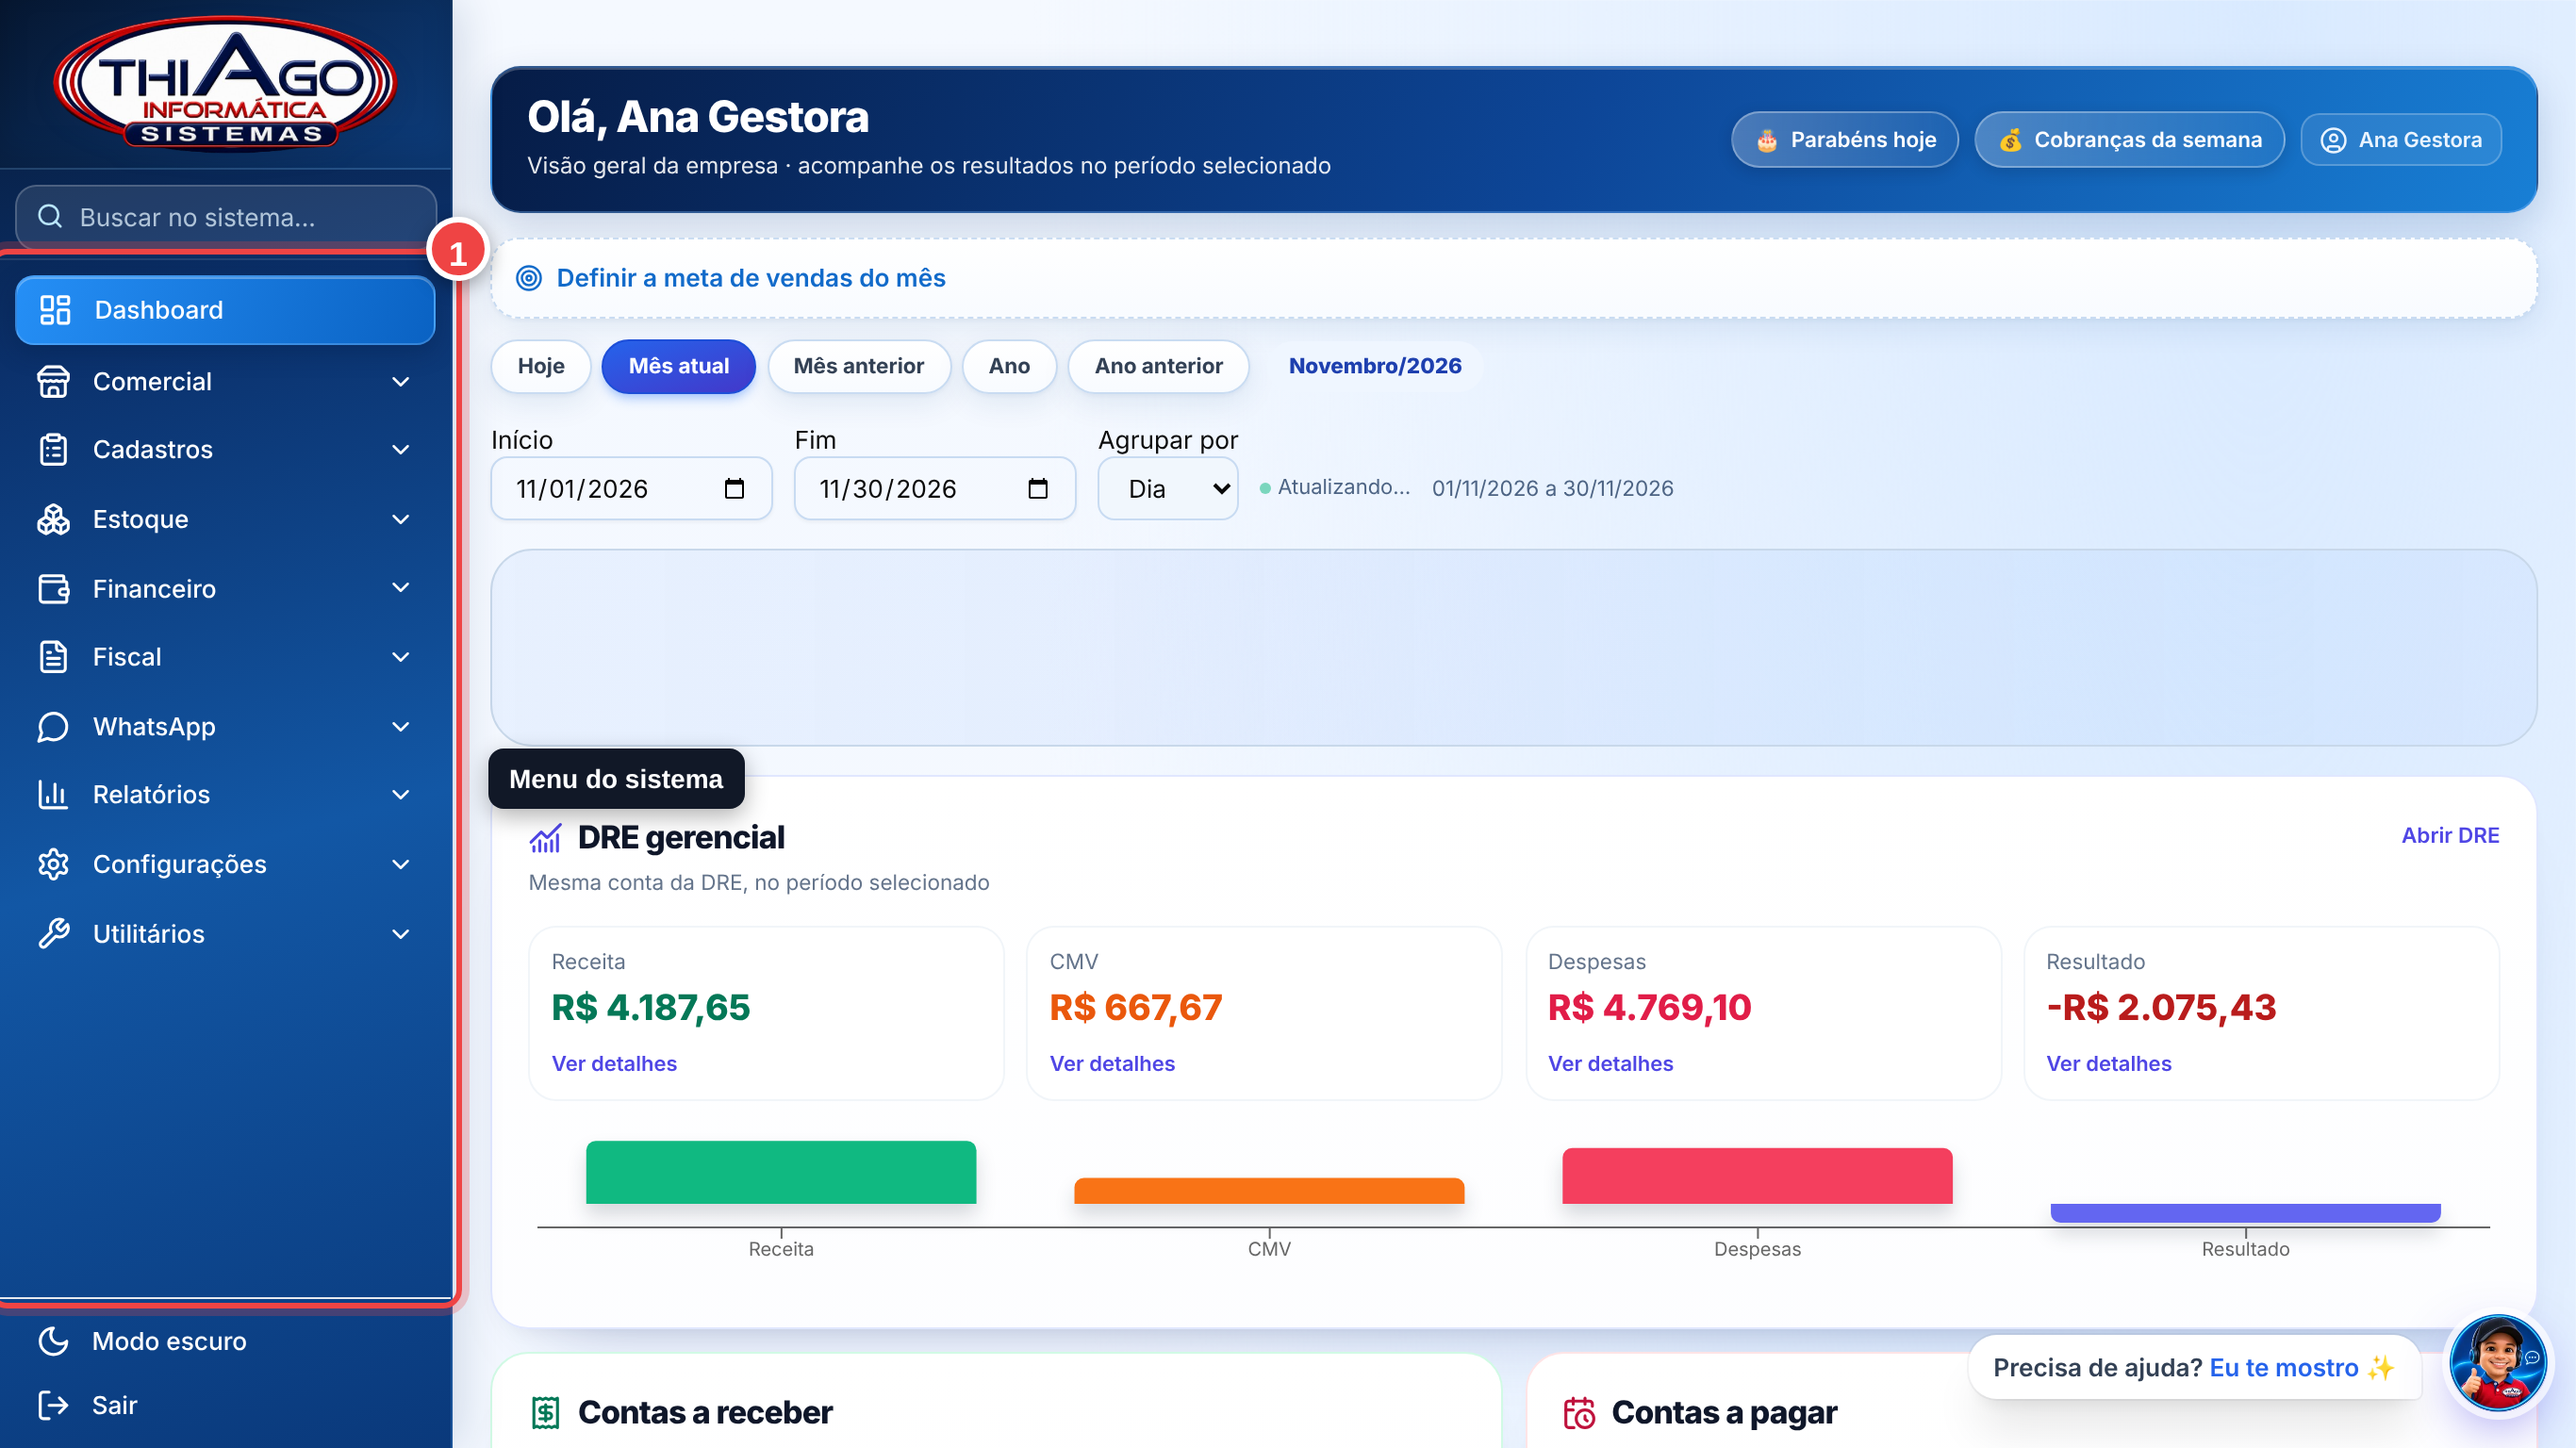 THIAGO
INFORMÁTICA
SISTEMAS
Buscar no sistema...
1
Dashboard
Comercial
Cadastros
Estoque
Financeiro
Fiscal
WhatsApp
Relatórios
Configurações
Utilitários
Modo escuro
Sair
Olá, Ana Gestora
Visão geral da empresa · acompanhe os resultados no período selecionado
🎂 Parabéns hoje
💰 Cobranças da semana
Ana Gestora
Definir a meta de vendas do mês
Hoje
Mês atual
Mês anterior
Ano
Ano anterior
Novembro/2026
Início
Fim
Agrupar por
11/01/2026
11/30/2026
Dia
Atualizando...
01/11/2026 a 30/11/2026
Menu do sistema
DRE gerencial
Abrir DRE
Mesma conta da DRE, no período selecionado
Receita
R$ 4.187,65
Ver detalhes
CMV
R$ 667,67
Ver detalhes
Despesas
R$ 4.769,10
Ver detalhes
Resultado
-R$ 2.075,43
Ver detalhes
Receita
CMV
Despesas
Resultado
Contas a receber
Contas a pagar
Precisa de ajuda? Eu te mostro ✨